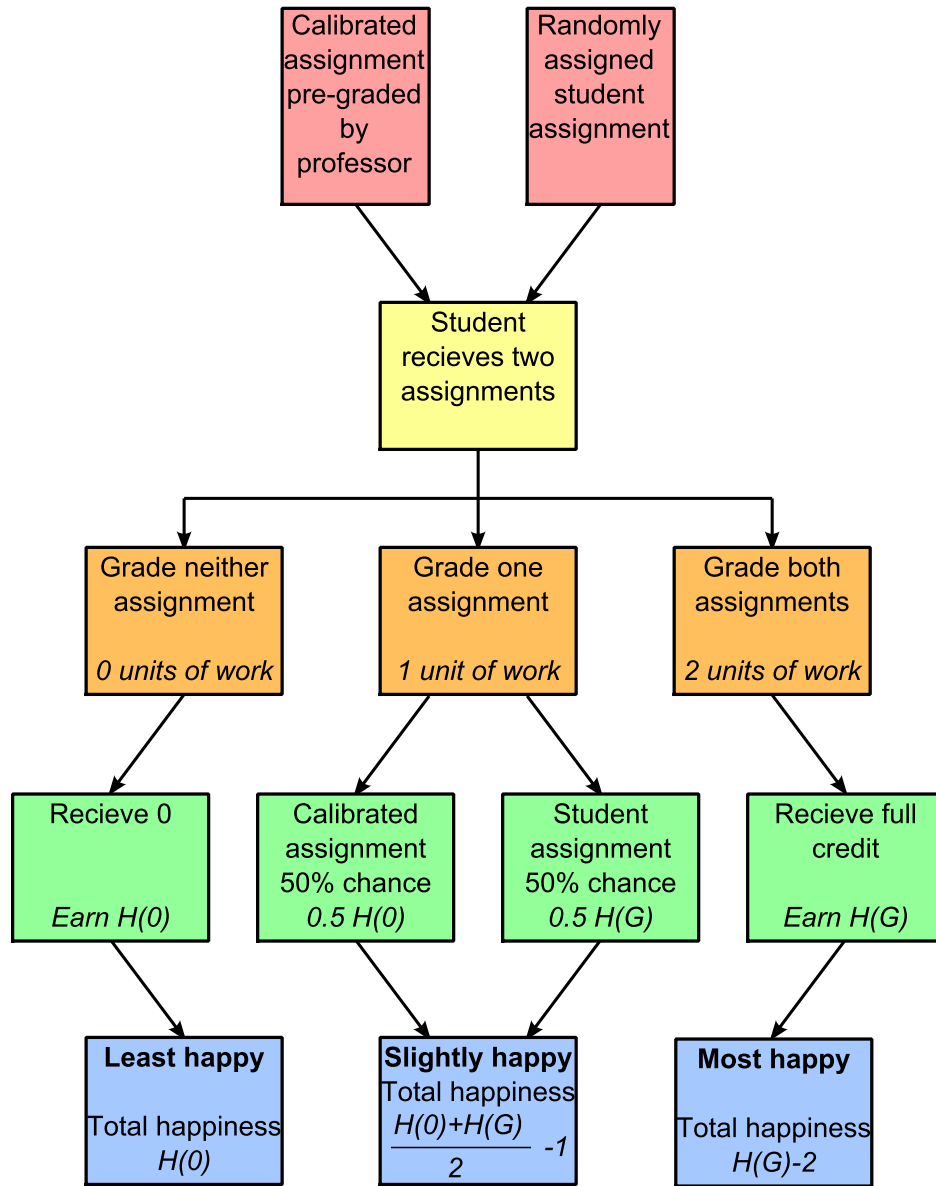 Calibrated
assignment
pre-graded
by
professor
Randomly
assigned
student
assignment
Student
recieves two
assignments
Grade neither
assignment
0 units of work
Grade one
assignment
1 unit of work
Grade both
assignments
2 units of work
Recieve 0
Earn H(0)
Calibrated
assignment
50% chance
0.5 H(0)
Student
assignment
50% chance
0.5 H(G)
Recieve full
credit
Earn H(G)
Least happy
Total happiness
H(0)
Slightly happy
Total happiness
H(0)+H(G)
2
-1
Most happy
Total happiness
H(G)-2